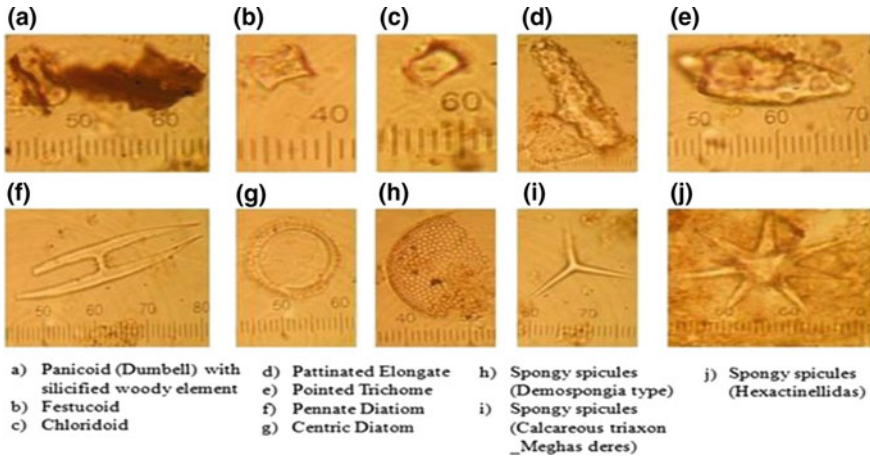 (a) (b) (c) (d) (e)
50 60
40
60
50 60 70
(f) (g) (h) (i) (j)
50 60 70 80
50 60
40 50
60 70
50 60 70
a) Panicoid (Dumbell) with
silicified woody element
b) Festucoid
c) Chloridoid
d) Pattinated Elongate
e) Pointed Trichome
f) Pennate Diatiom
g) Centric Diatom
h) Spongy spicules
(Demospongia type)
i) Spongy spicules
(Calcareous triaxon
_Meghas deres)
j) Spongy spicules
(Hexactinellidas)